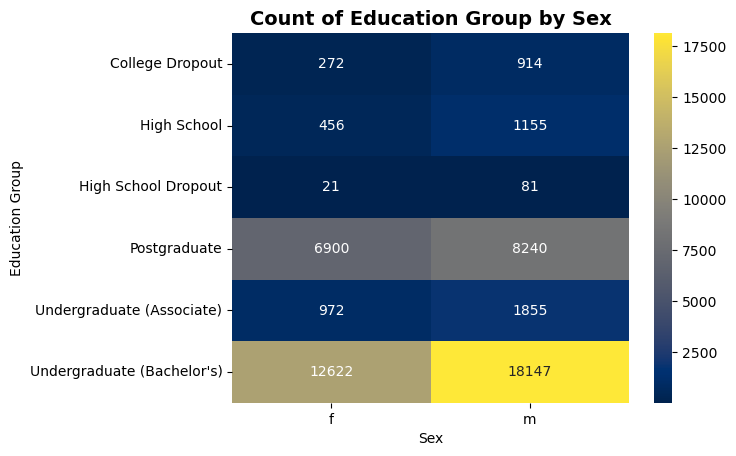 Count of Education Group by Sex
Education Group
College Dropout 272 914
High School 456 1155
High School Dropout 21 81
Postgraduate 6900 8240
Undergraduate (Associate) 972 1855
Undergraduate (Bachelor's) 12622 18147
f m
Sex
17500
15000
12500
10000
7500
5000
2500